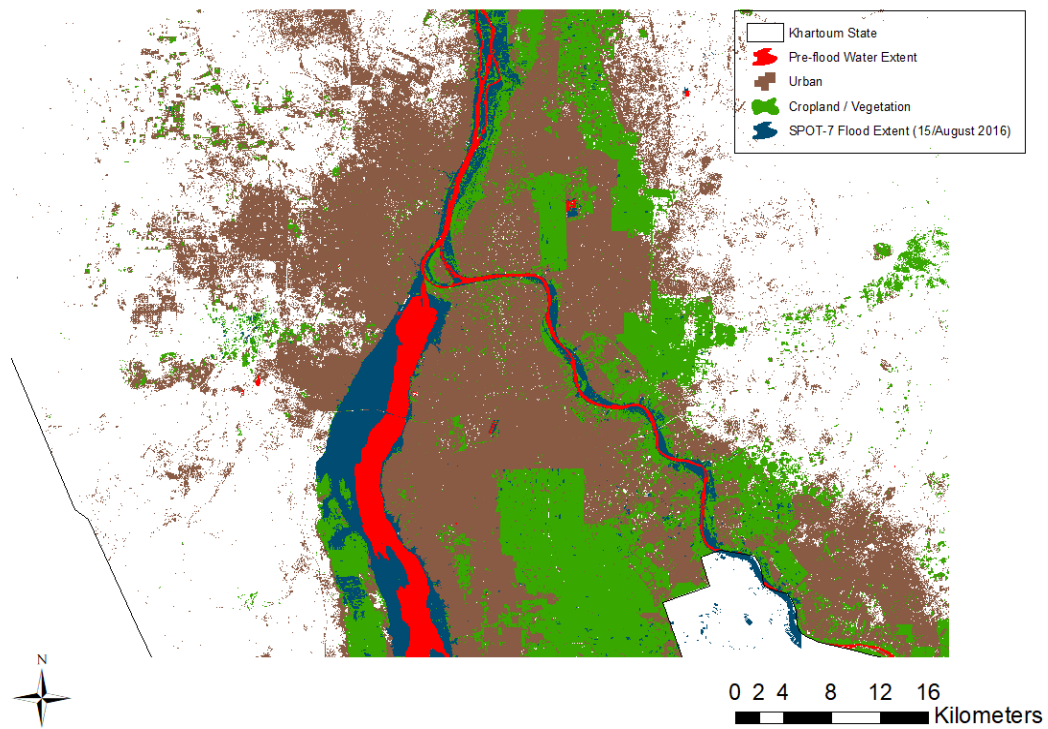 Khartoum State
Pre-flood Water Extent
Urban
Cropland / Vegetation
SPOT-7 Flood Extent (15/August 2016)
N
0 2 4 8 12 16
Kilometers